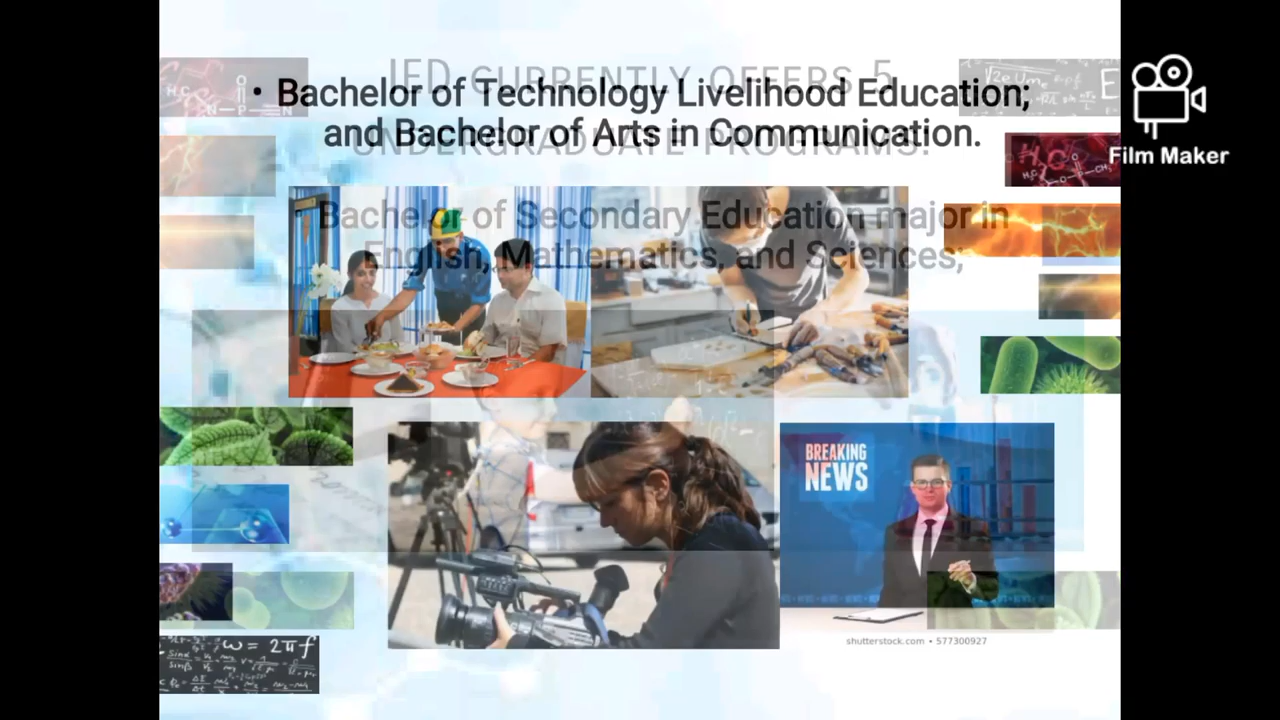 IED CURRENTLY OFFERS 5
UNDERGRADUATE PROGRAMS:
• Bachelor of Technology Livelihood Education;
and Bachelor of Arts in Communication.
Bachelor of Secondary Education major in
English, Mathematics, and Sciences;
Film Maker
BREAKING
NEWS
shutterstock.com • 577300927
ω = 2πf